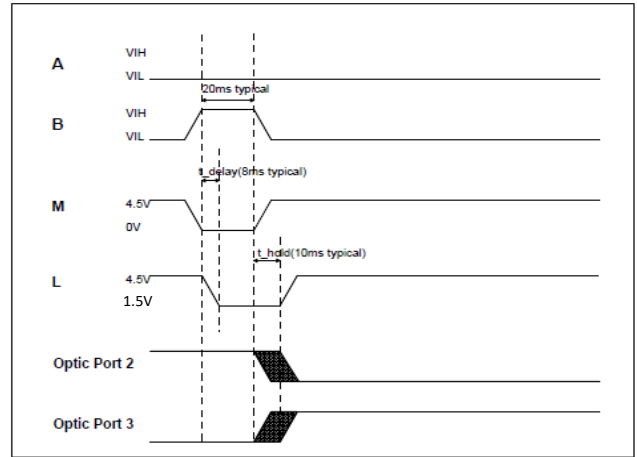 A
VIH
VIL
20ms typical
B
VIH
VIL
t_delay(8ms typical)
M
4.5V
0V
t_hold(10ms typical)
L
4.5V
1.5V
Optic Port 2
Optic Port 3